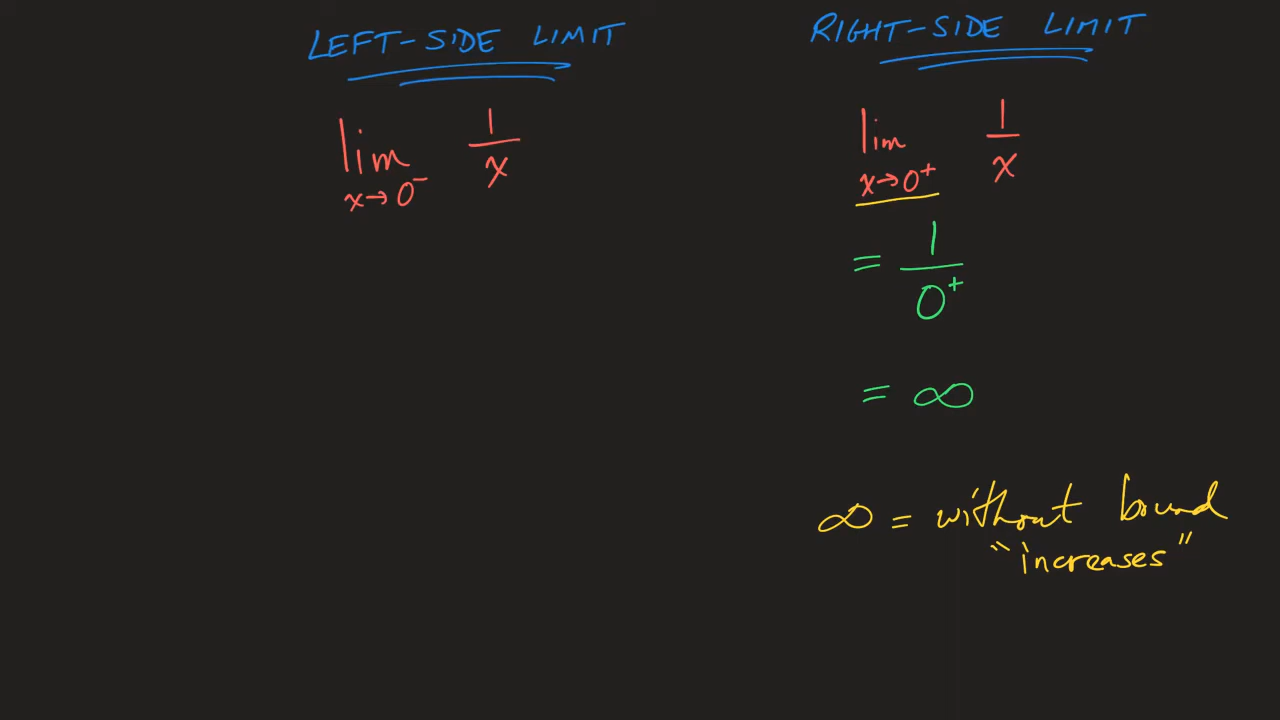 LEFT-SIDE LIMIT
lim x→0⁻ 1/x
RIGHT-SIDE LIMIT
lim x→0⁺ 1/x
= 1/0⁺
= ∞
∞ = without bound
"increases"